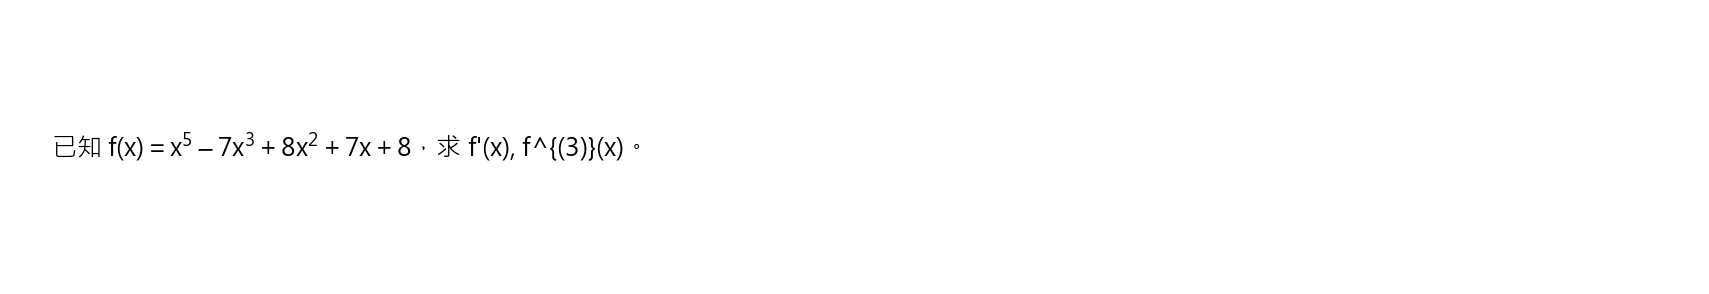 已知 f(x) = x⁵ – 7x³ + 8x² + 7x + 8，求 f'(x), f^{(3)}(x)。